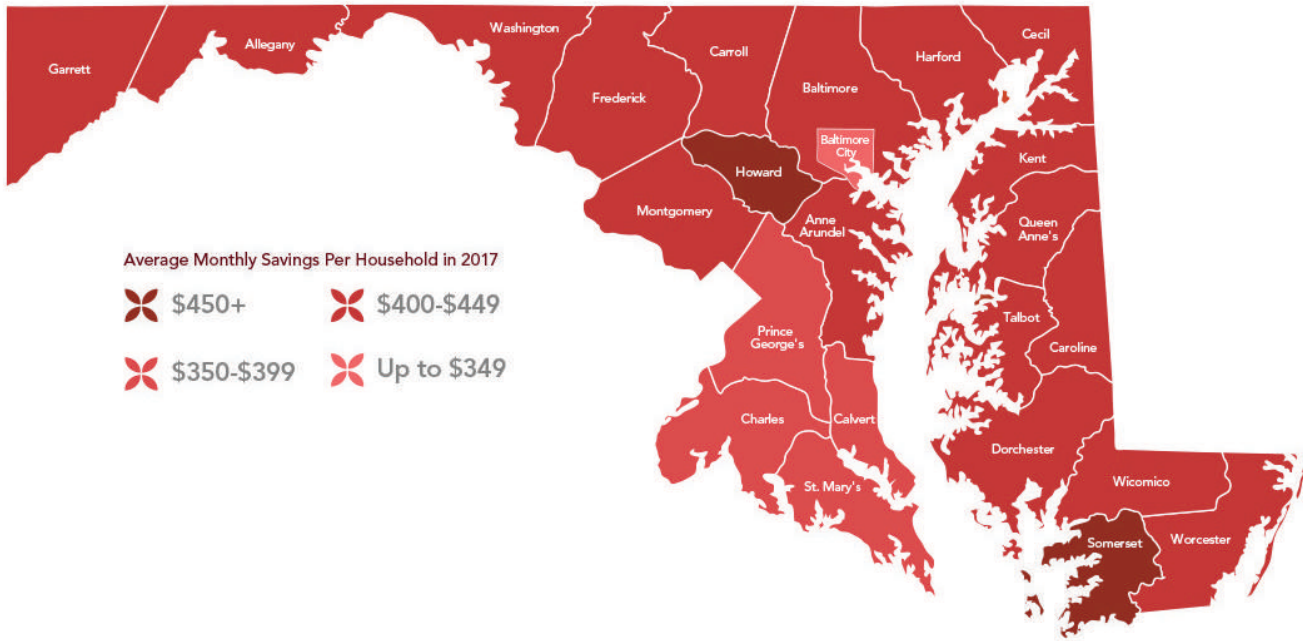 Garrett
Allegany
Washington
Frederick
Carroll
Baltimore
Harford
Cecil
Baltimore
City
Howard
Kent
Montgomery
Anne
Arundel
Queen
Anne's
Average Monthly Savings Per Household in 2017
$450+
$400-$449
$350-$399
Up to $349
Prince
George's
Talbot
Caroline
Charles
Calvert
St. Mary's
Dorchester
Wicomico
Somerset
Worcester